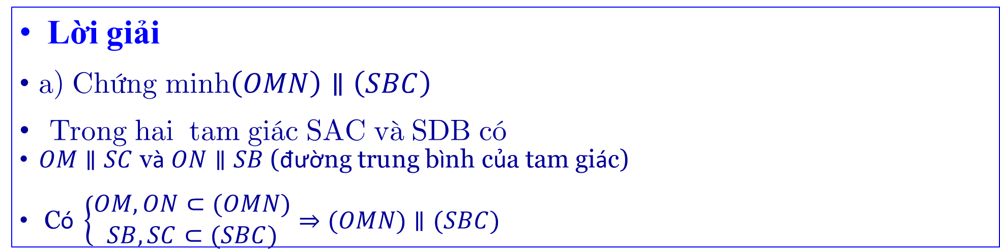 • Lời giải
• a) Chứng minh(OMN) ∥ (SBC)
• Trong hai tam giác SAC và SDB có
• OM ∥ SC và ON ∥ SB (đường trung bình của tam giác)
• Có {OM, ON ⊂ (OMN)
SB, SC ⊂ (SBC) ⇒ (OMN) ∥ (SBC)